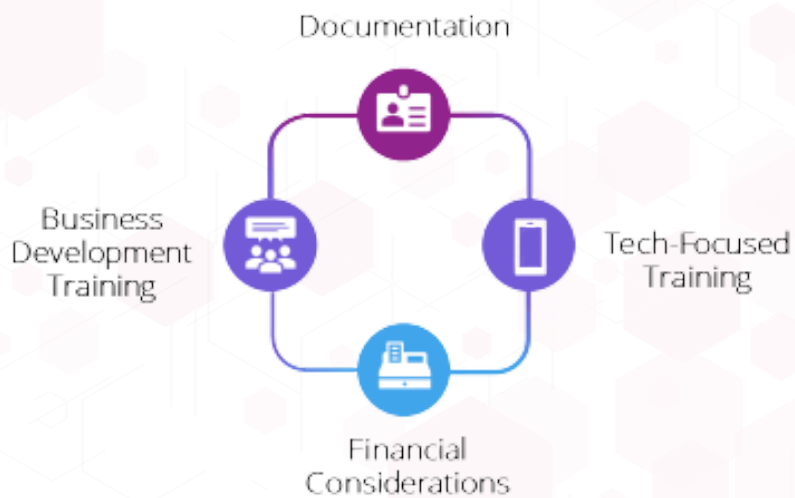 Documentation
Business
Development
Training
Tech-Focused
Training
Financial
Considerations